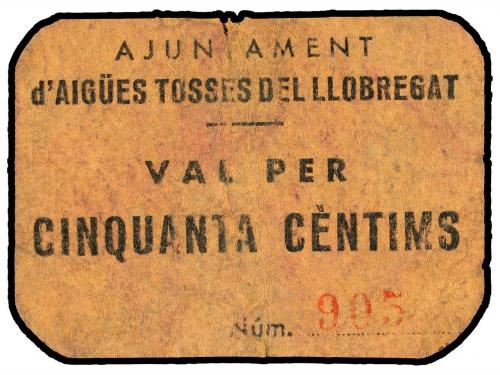 AJUNTAMENT
d'AIGÜES TOSSES DEL LLOBREGAT
VAL PER
CINQUANTA CÈNTIMS
Núm. 905